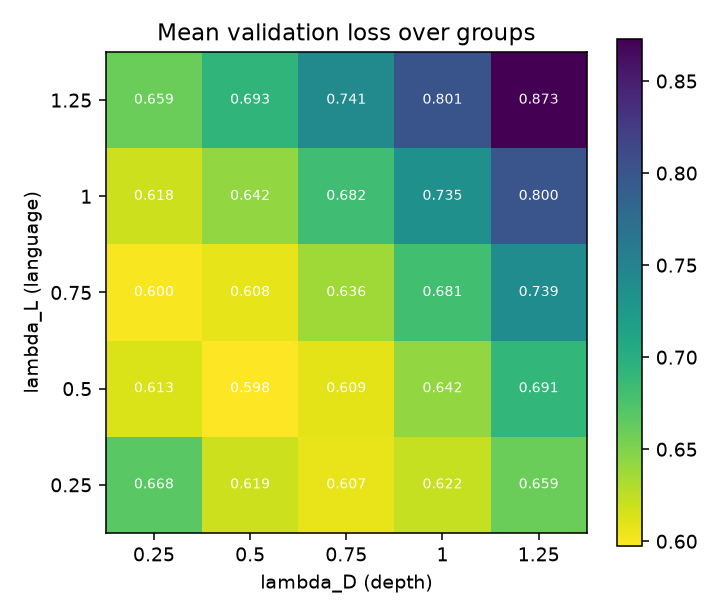 Mean validation loss over groups
1.25 0.659 0.693 0.741 0.801 0.873
1 0.618 0.642 0.682 0.735 0.800
0.75 0.600 0.608 0.636 0.681 0.739
0.5 0.613 0.598 0.609 0.642 0.691
0.25 0.668 0.619 0.607 0.622 0.659
0.25 0.5 0.75 1 1.25
lambda_D (depth)
lambda_L (language)
0.85
0.80
0.75
0.70
0.65
0.60